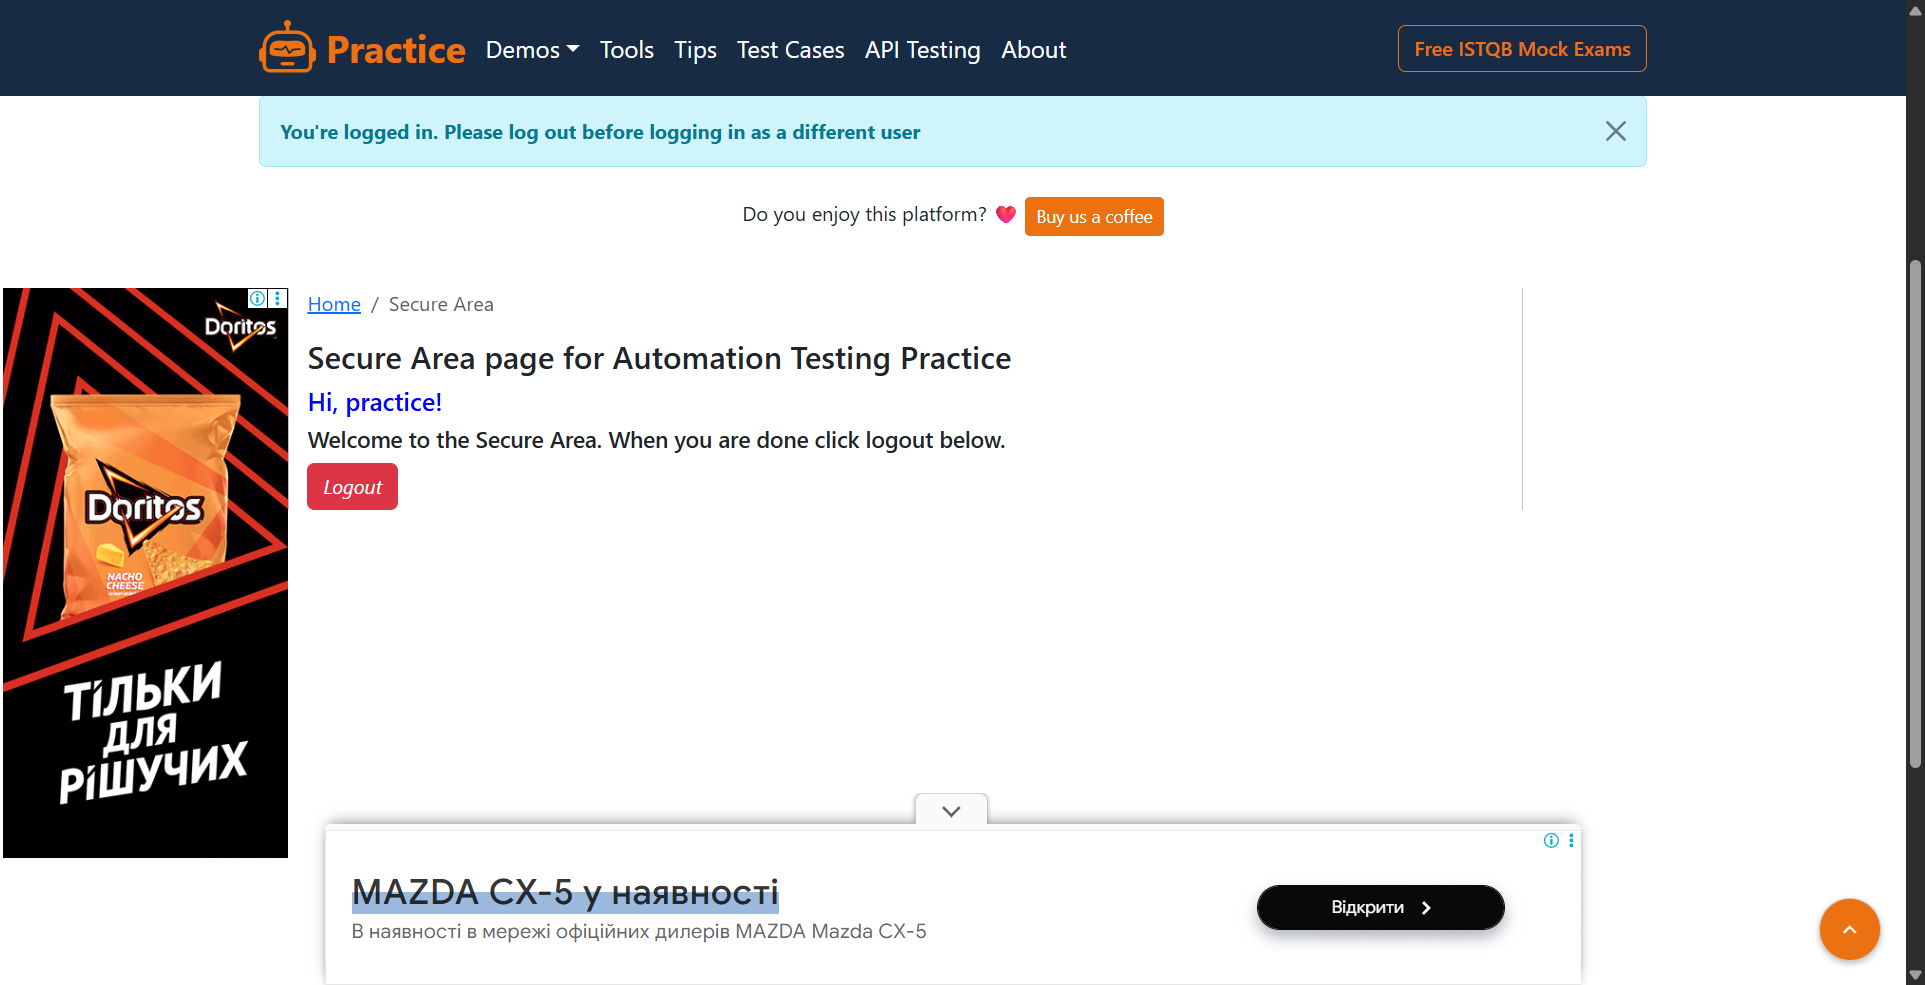 Practice
Demos
Tools
Tips
Test Cases
API Testing
About
Free ISTQB Mock Exams
You're logged in. Please log out before logging in as a different user
Do you enjoy this platform?
Buy us a coffee
Doritos
Doritos
NACHO
CHEESE
ТІЛЬКИ
ДЛЯ
РІШУЧИХ
Home / Secure Area
Secure Area page for Automation Testing Practice
Hi, practice!
Welcome to the Secure Area. When you are done click logout below.
Logout
MAZDA CX-5 у наявності
В наявності в мережі офіційних дилерів MAZDA Mazda CX-5
Відкрити